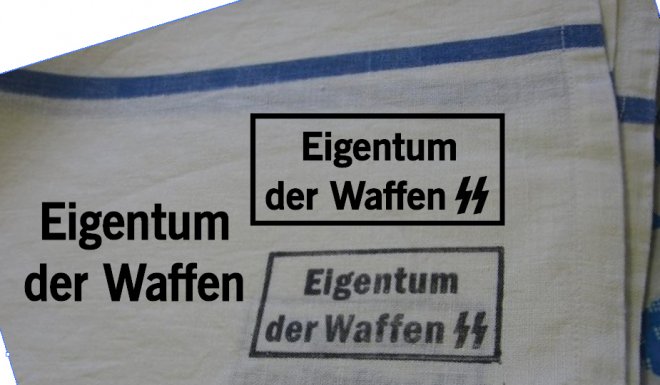 Eigentum
der Waffen ᛋᛋ
Eigentum
der Waffen
Eigentum
der Waffen ᛋᛋ